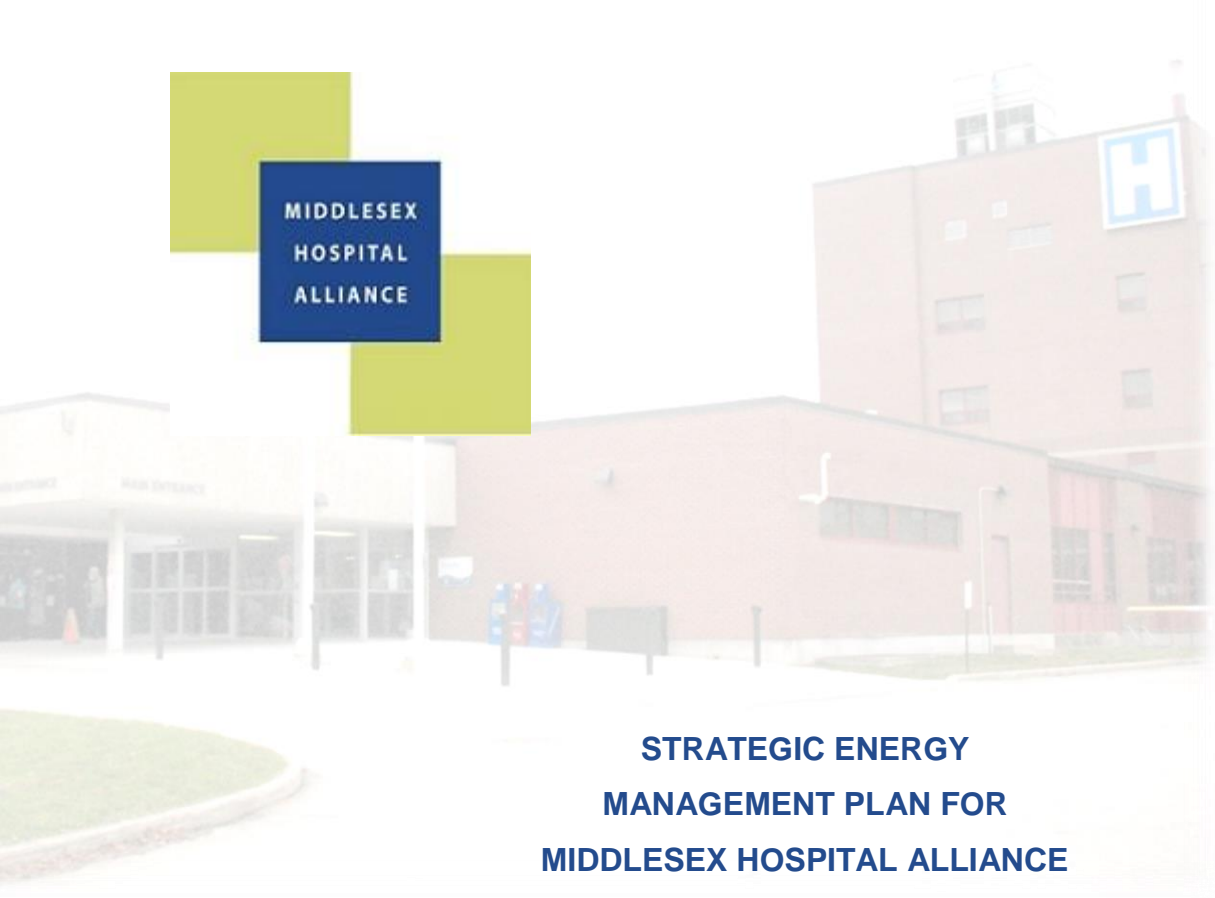 MIDDLESEX
HOSPITAL
ALLIANCE
H
MAIN ENTRANCE
STRATEGIC ENERGY
MANAGEMENT PLAN FOR
MIDDLESEX HOSPITAL ALLIANCE